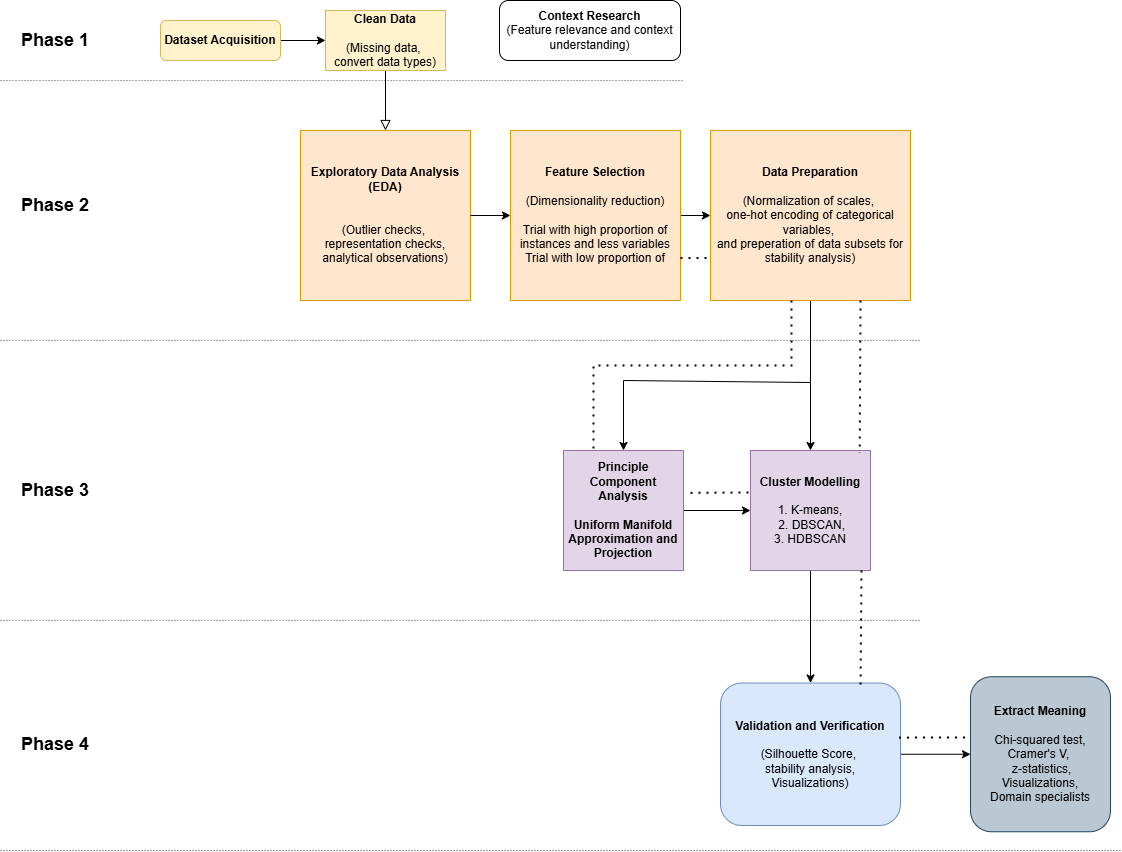 Phase 1
Dataset Acquisition
Clean Data
(Missing data,
convert data types)
Context Research
(Feature relevance and context
understanding)
Phase 2
Exploratory Data Analysis
(EDA)
(Outlier checks,
representation checks,
analytical observations)
Feature Selection
(Dimensionality reduction)
Trial with high proportion of
instances and less variables
Trial with low proportion of
Data Preparation
(Normalization of scales,
one-hot encoding of categorical
variables,
and preperation of data subsets for
stability analysis)
Phase 3
Principle
Component
Analysis
Uniform Manifold
Approximation and
Projection
Cluster Modelling
1. K-means,
2. DBSCAN,
3. HDBSCAN
Phase 4
Validation and Verification
(Silhouette Score,
stability analysis,
Visualizations)
Extract Meaning
Chi-squared test,
Cramer's V,
z-statistics,
Visualizations,
Domain specialists